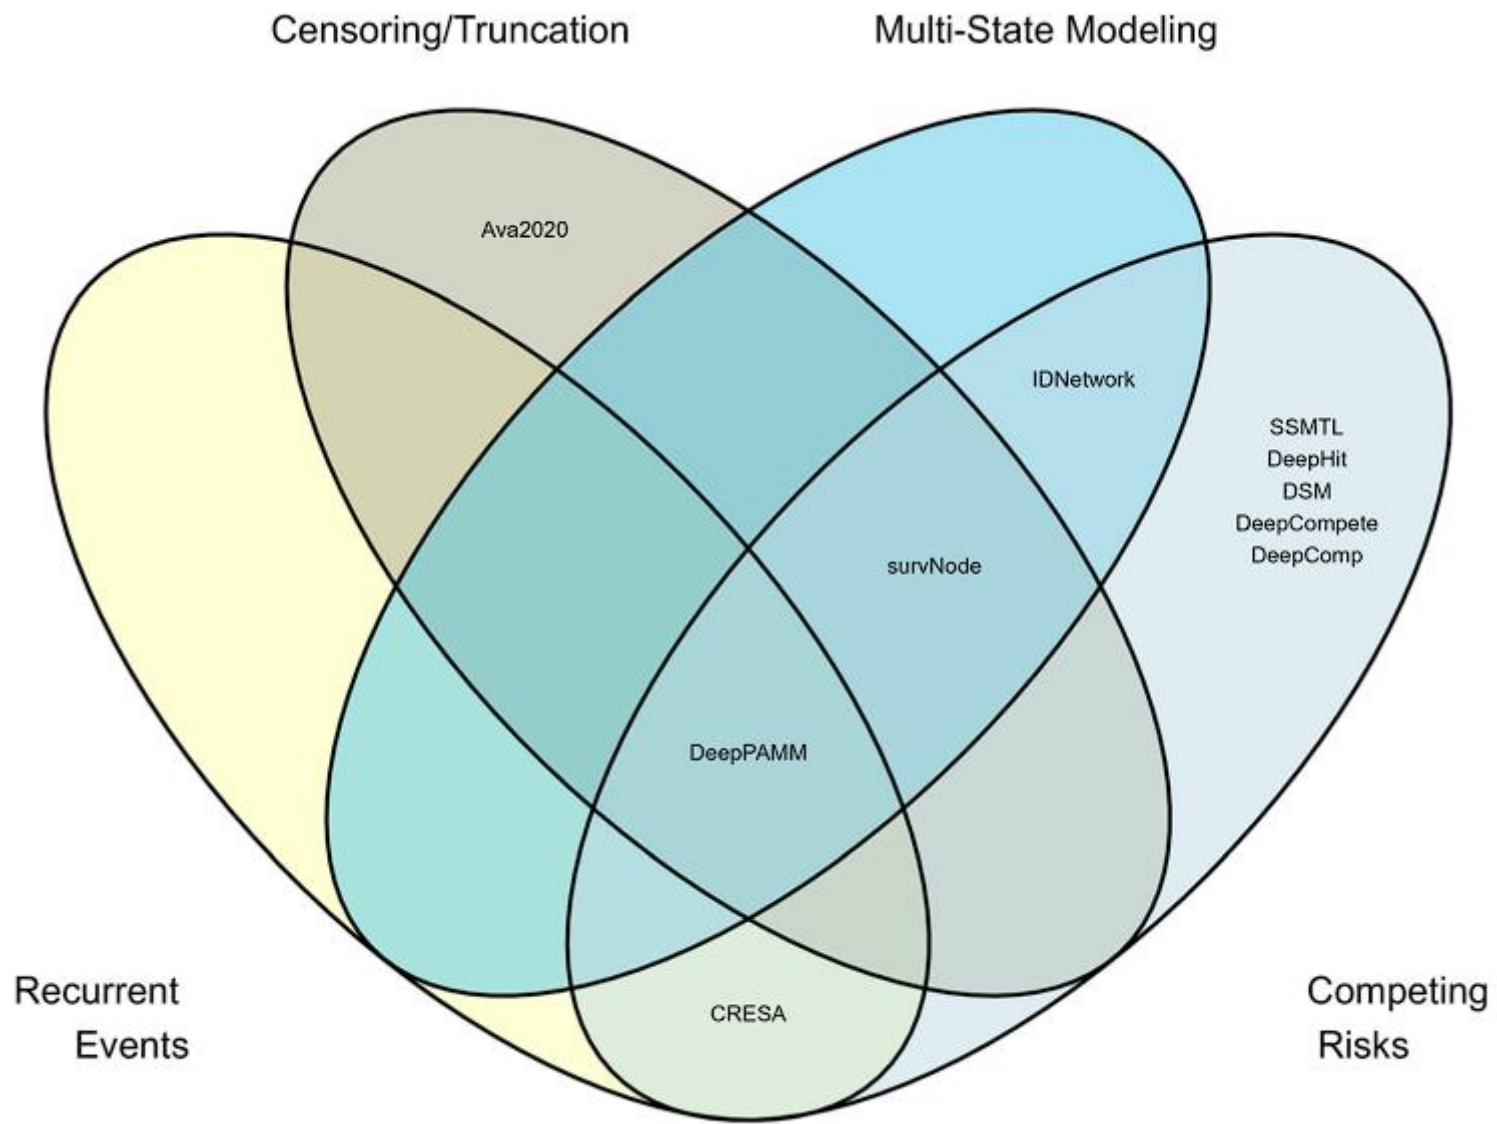 Censoring/Truncation
Multi-State Modeling
Ava2020
IDNetwork
SSMTL
DeepHit
DSM
DeepCompete
DeepComp
survNode
DeepPAMM
CRESA
Recurrent
Events
Competing
Risks